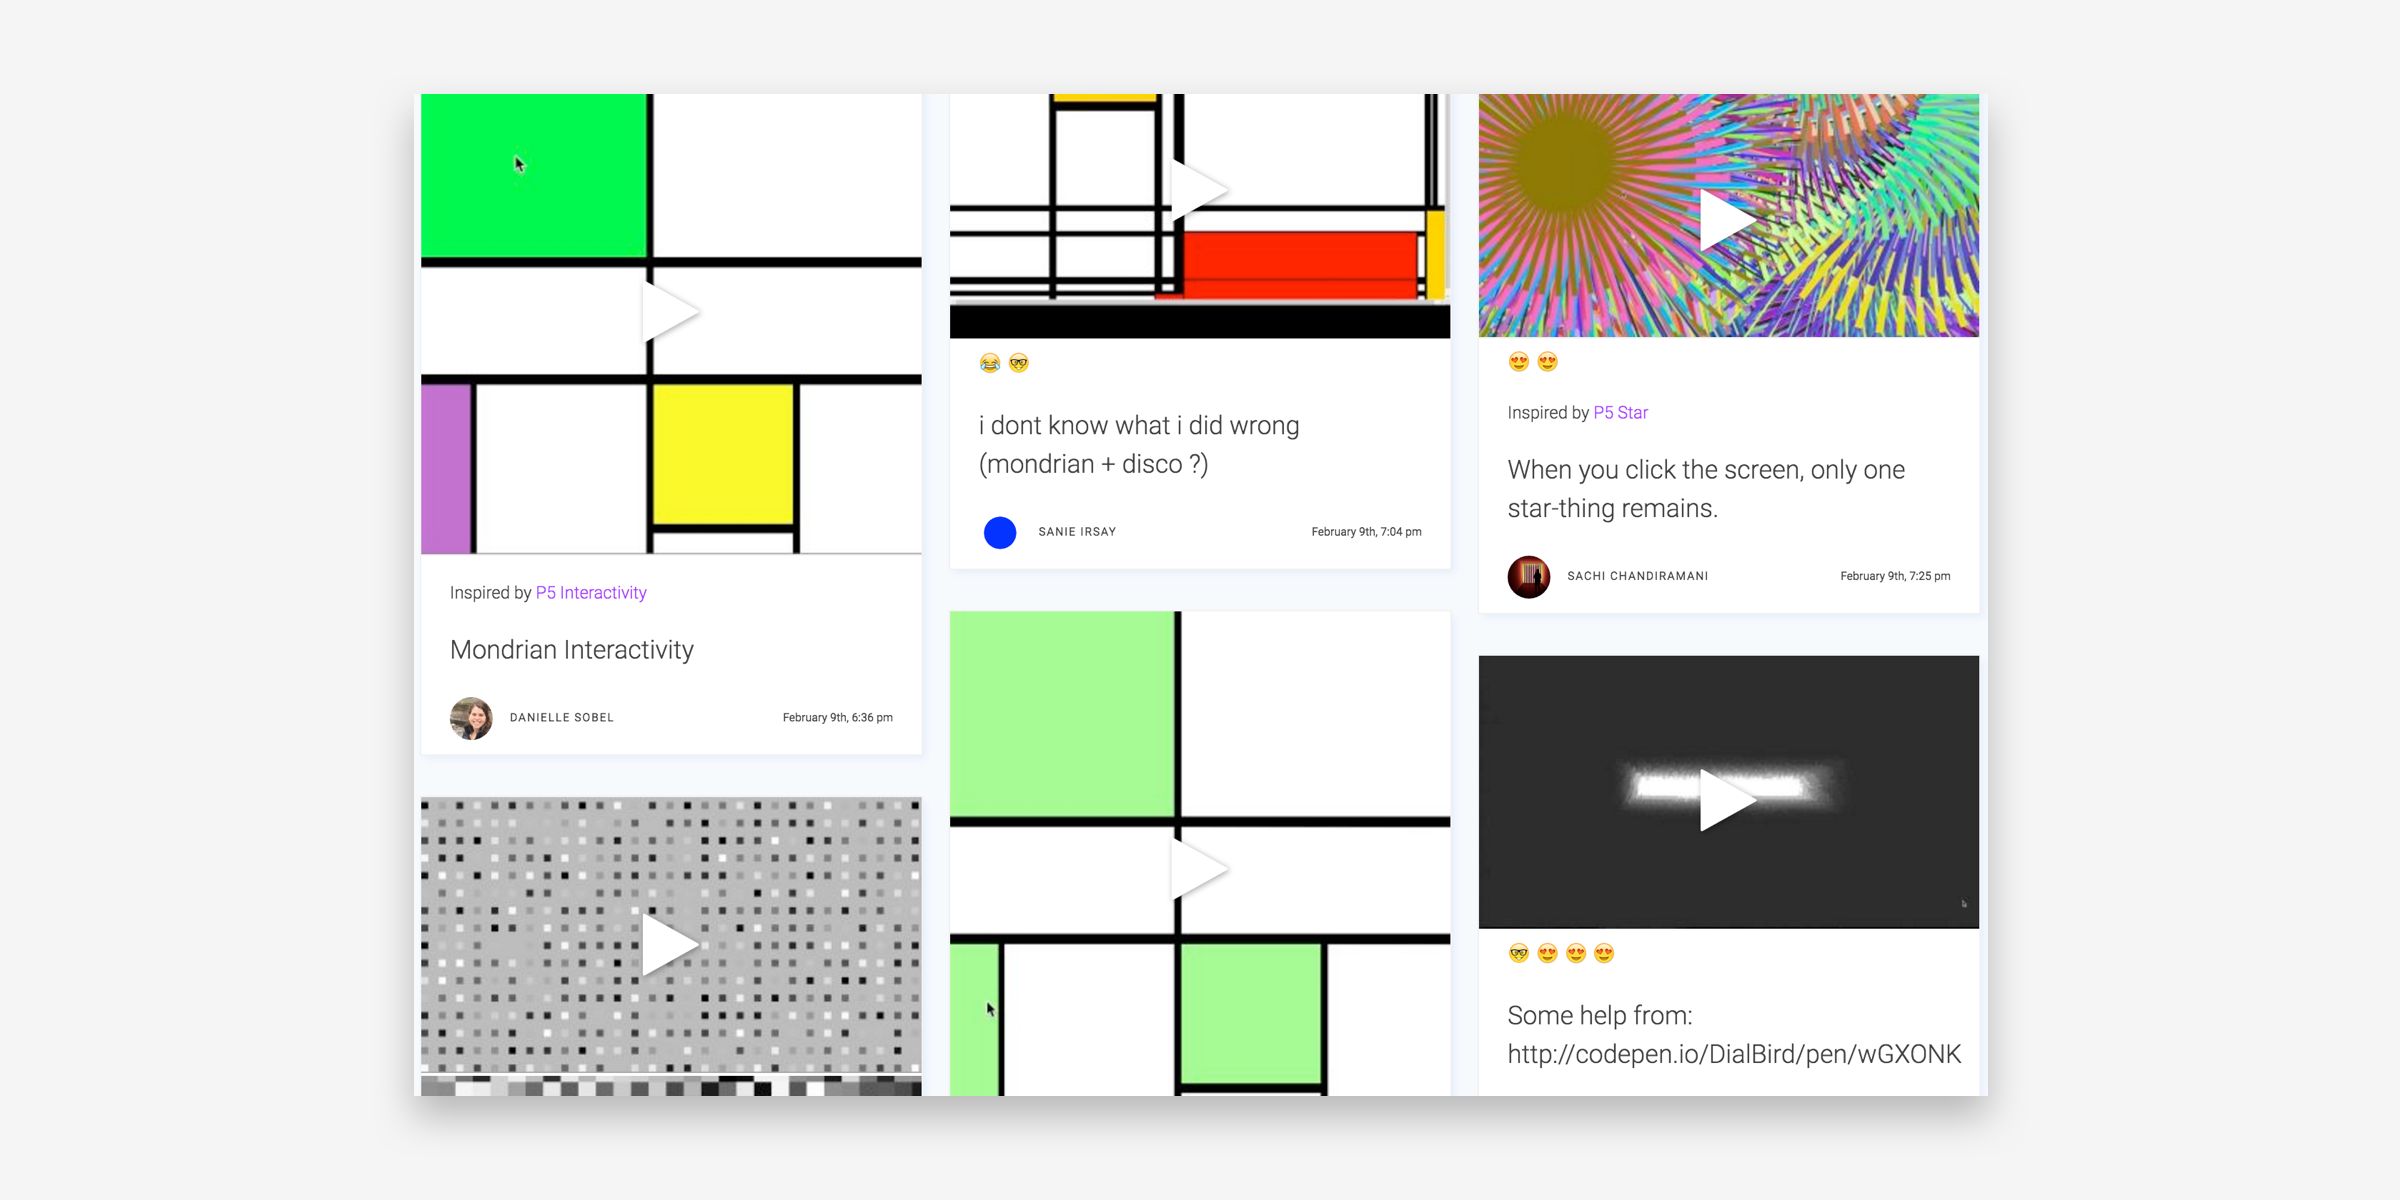 Inspired by P5 Interactivity
Mondrian Interactivity
DANIELLE SOBEL
February 9th, 6:36 pm
i dont know what i did wrong
(mondrian + disco ?)
SANIE IRSAY
February 9th, 7:04 pm
Inspired by P5 Star
When you click the screen, only one
star-thing remains.
SACHI CHANDIRAMANI
February 9th, 7:25 pm
Some help from:
http://codepen.io/DialBird/pen/wGXONK